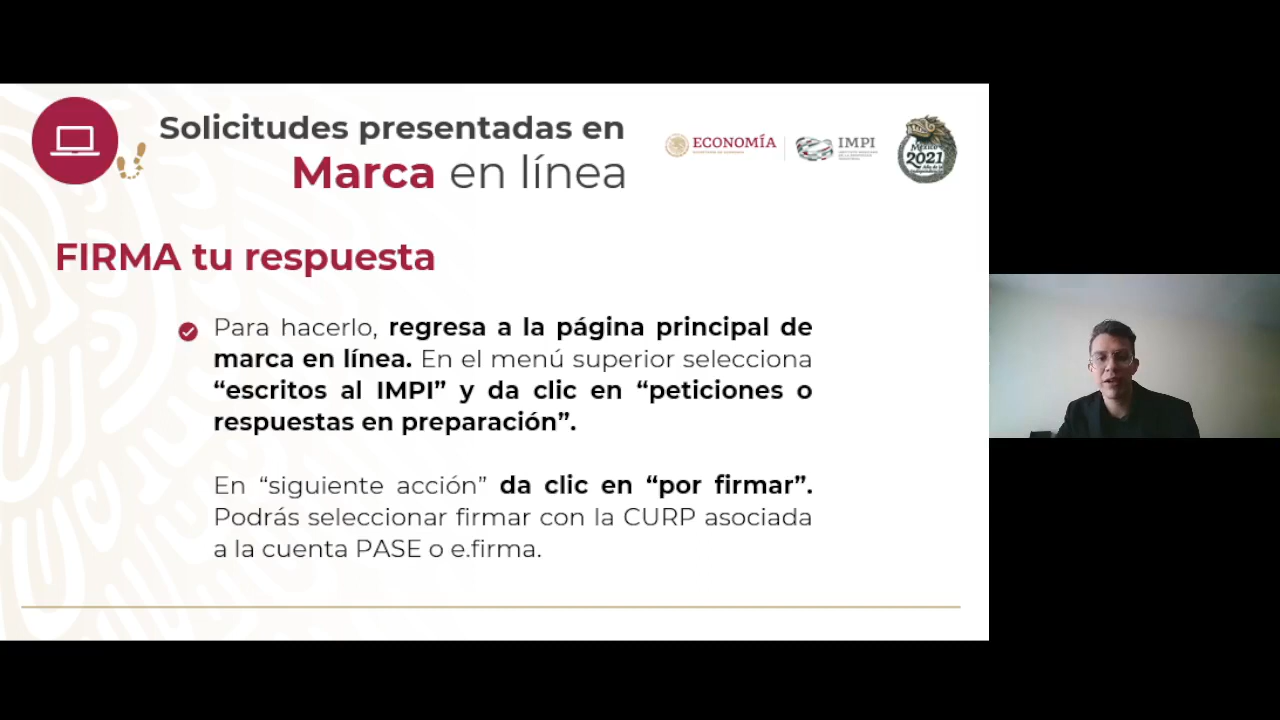 Solicitudes presentadas en
Marca en línea
ECONOMÍA
IMPI
México
2021
FIRMA tu respuesta
Para hacerlo, regresa a la página principal de
marca en línea. En el menú superior selecciona
“escritos al IMPI” y da clic en “peticiones o
respuestas en preparación”.
En “siguiente acción” da clic en “por firmar”.
Podrás seleccionar firmar con la CURP asociada
a la cuenta PASE o e.firma.